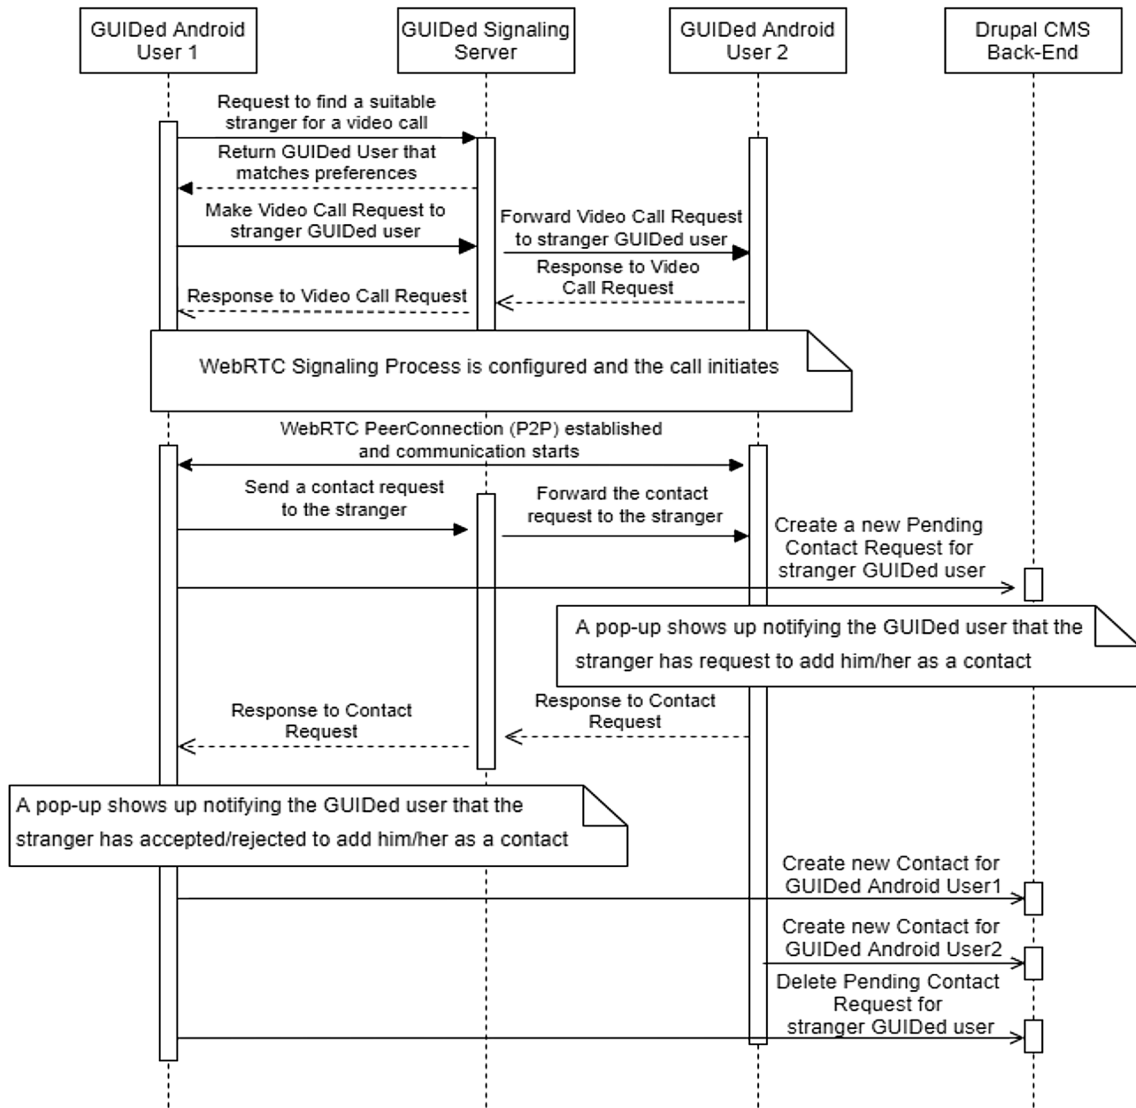 GUIDed Android
User 1
GUIDed Signaling
Server
GUIDed Android
User 2
Drupal CMS
Back-End
Request to find a suitable
stranger for a video call
Return GUIDed User that
matches preferences
Make Video Call Request to
stranger GUIDed user
Forward Video Call Request
to stranger GUIDed user
Response to Video
Call Request
Response to Video Call Request
WebRTC Signaling Process is configured and the call initiates
WebRTC PeerConnection (P2P) established
and communication starts
Send a contact request
to the stranger
Forward the contact
request to the stranger
Create a new Pending
Contact Request for
stranger GUIDed user
A pop-up shows up notifying the GUIDed user that the
stranger has request to add him/her as a contact
Response to Contact
Request
Response to Contact
Request
A pop-up shows up notifying the GUIDed user that the
stranger has accepted/rejected to add him/her as a contact
Create new Contact for
GUIDed Android User1
Create new Contact for
GUIDed Android User2
Delete Pending Contact
Request for
stranger GUIDed user